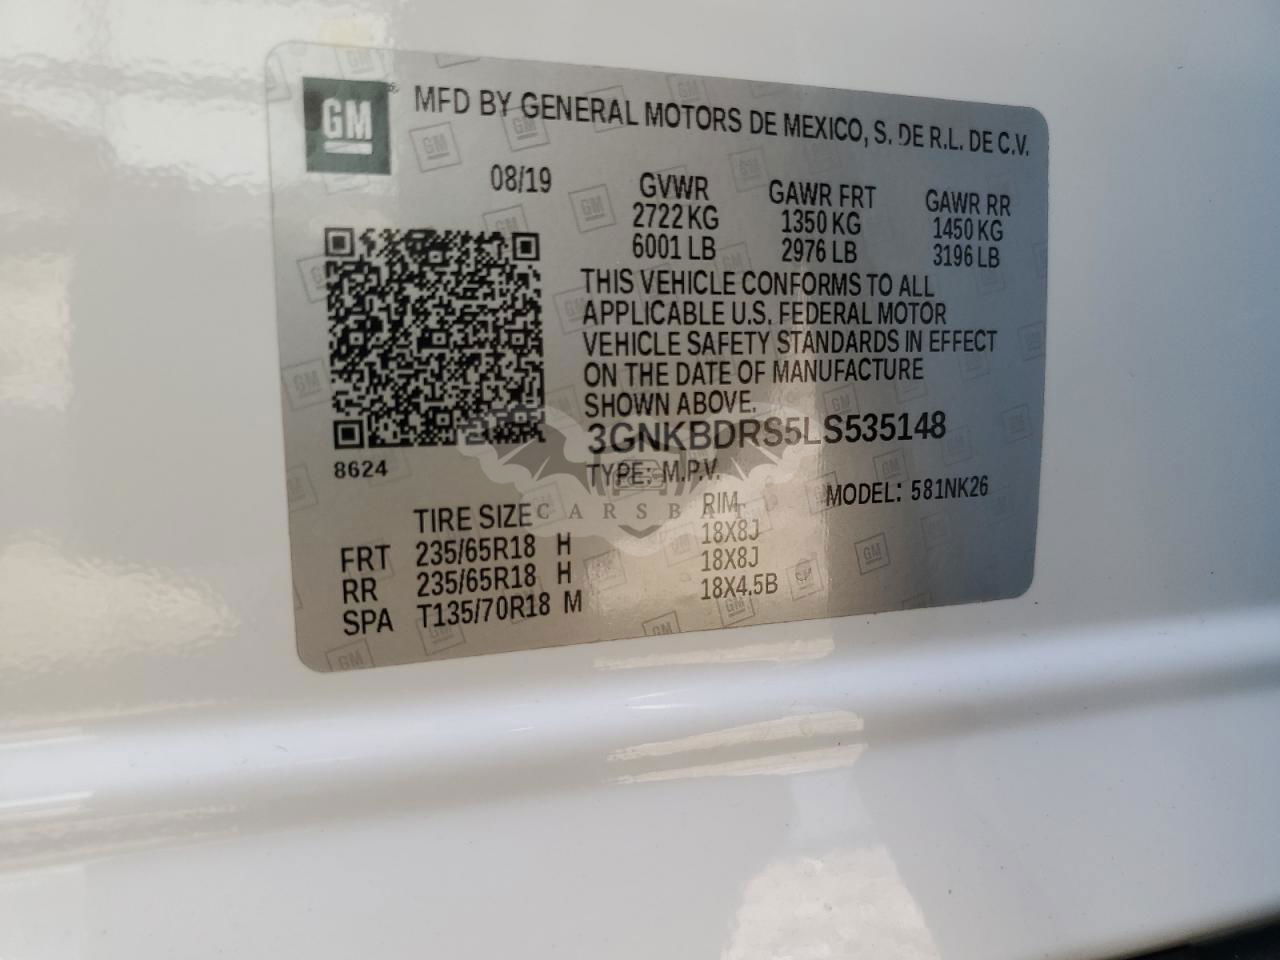 GM MFD BY GENERAL MOTORS DE MEXICO, S. DE R.L. DE C.V.
08/19 GVWR GAWR FRT GAWR RR
2722 KG 1350 KG 1450 KG
6001 LB 2976 LB 3196 LB
THIS VEHICLE CONFORMS TO ALL
APPLICABLE U.S. FEDERAL MOTOR
VEHICLE SAFETY STANDARDS IN EFFECT
ON THE DATE OF MANUFACTURE
SHOWN ABOVE.
3GNKBDRS5LS535148
8624 TYPE: M.P.V. MODEL: 581NK26
TIRE SIZE RIM
FRT 235/65R18 H 18X8J
RR 235/65R18 H 18X8J
SPA T135/70R18 M 18X4.5B
CARSBAT